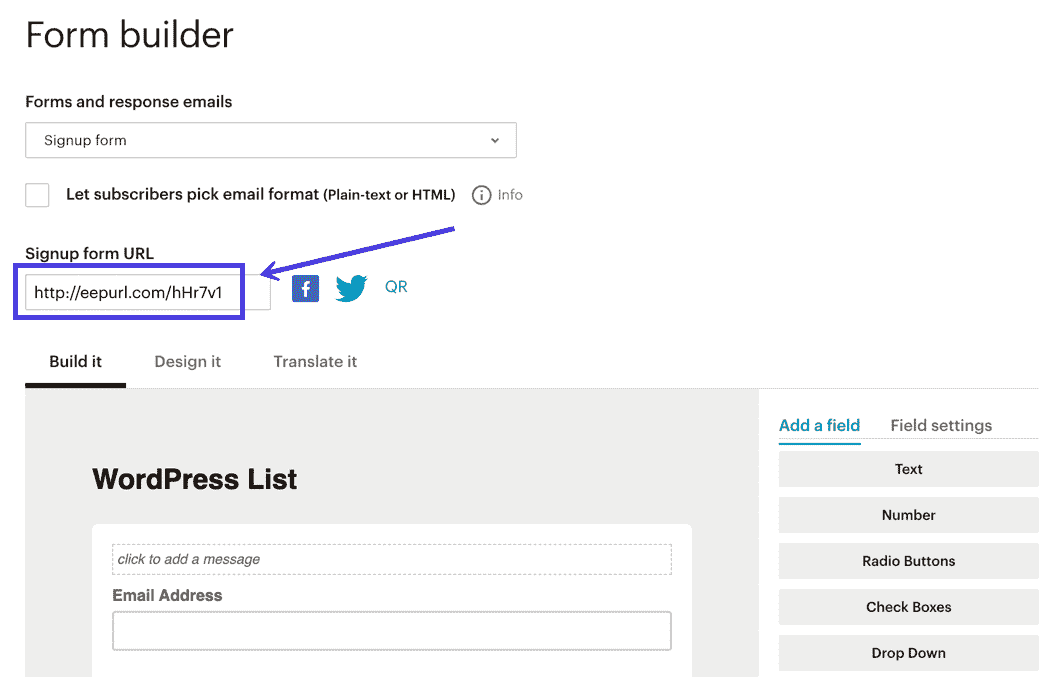 Form builder
Forms and response emails
Signup form
Let subscribers pick email format (Plain-text or HTML) Info
Signup form URL
http://eepurl.com/hHr7v1 QR
Build it Design it Translate it
Add a field Field settings
WordPress List
click to add a message
Email Address
Text
Number
Radio Buttons
Check Boxes
Drop Down